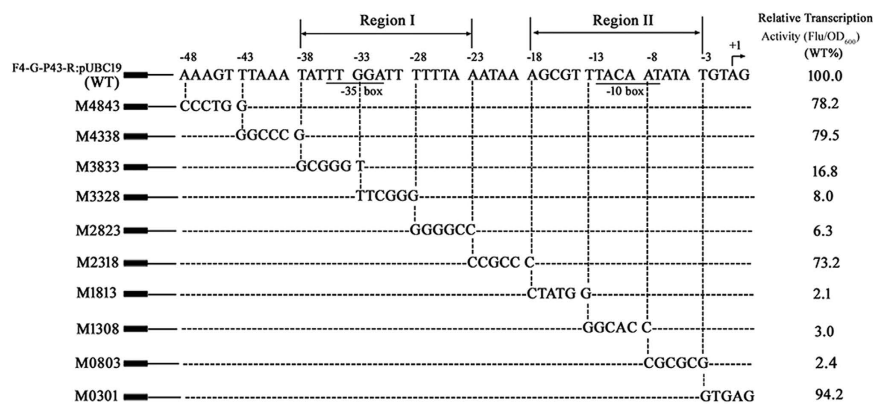 Region I Region II Relative Transcription
Activity (Flu/OD600)
(WT%)
-48 -43 -38 -33 -28 -23 -18 -13 -8 -3 +1
F4-G-P43-R:pUBC19
(WT)
AAAGT TTAAA TATTT GGATT TTTTA AATAA AGCGT TTACA ATATA TGTAG 100.0
-35 box -10 box
M4843 CCCTG G 78.2
M4338 GGCCC G 79.5
M3833 GCGGG T 16.8
M3328 TTCGGG 8.0
M2823 GGGGCC 6.3
M2318 CCGCC C 73.2
M1813 CTATG G 2.1
M1308 GGCAC C 3.0
M0803 CGCGCG 2.4
M0301 GTGAG 94.2